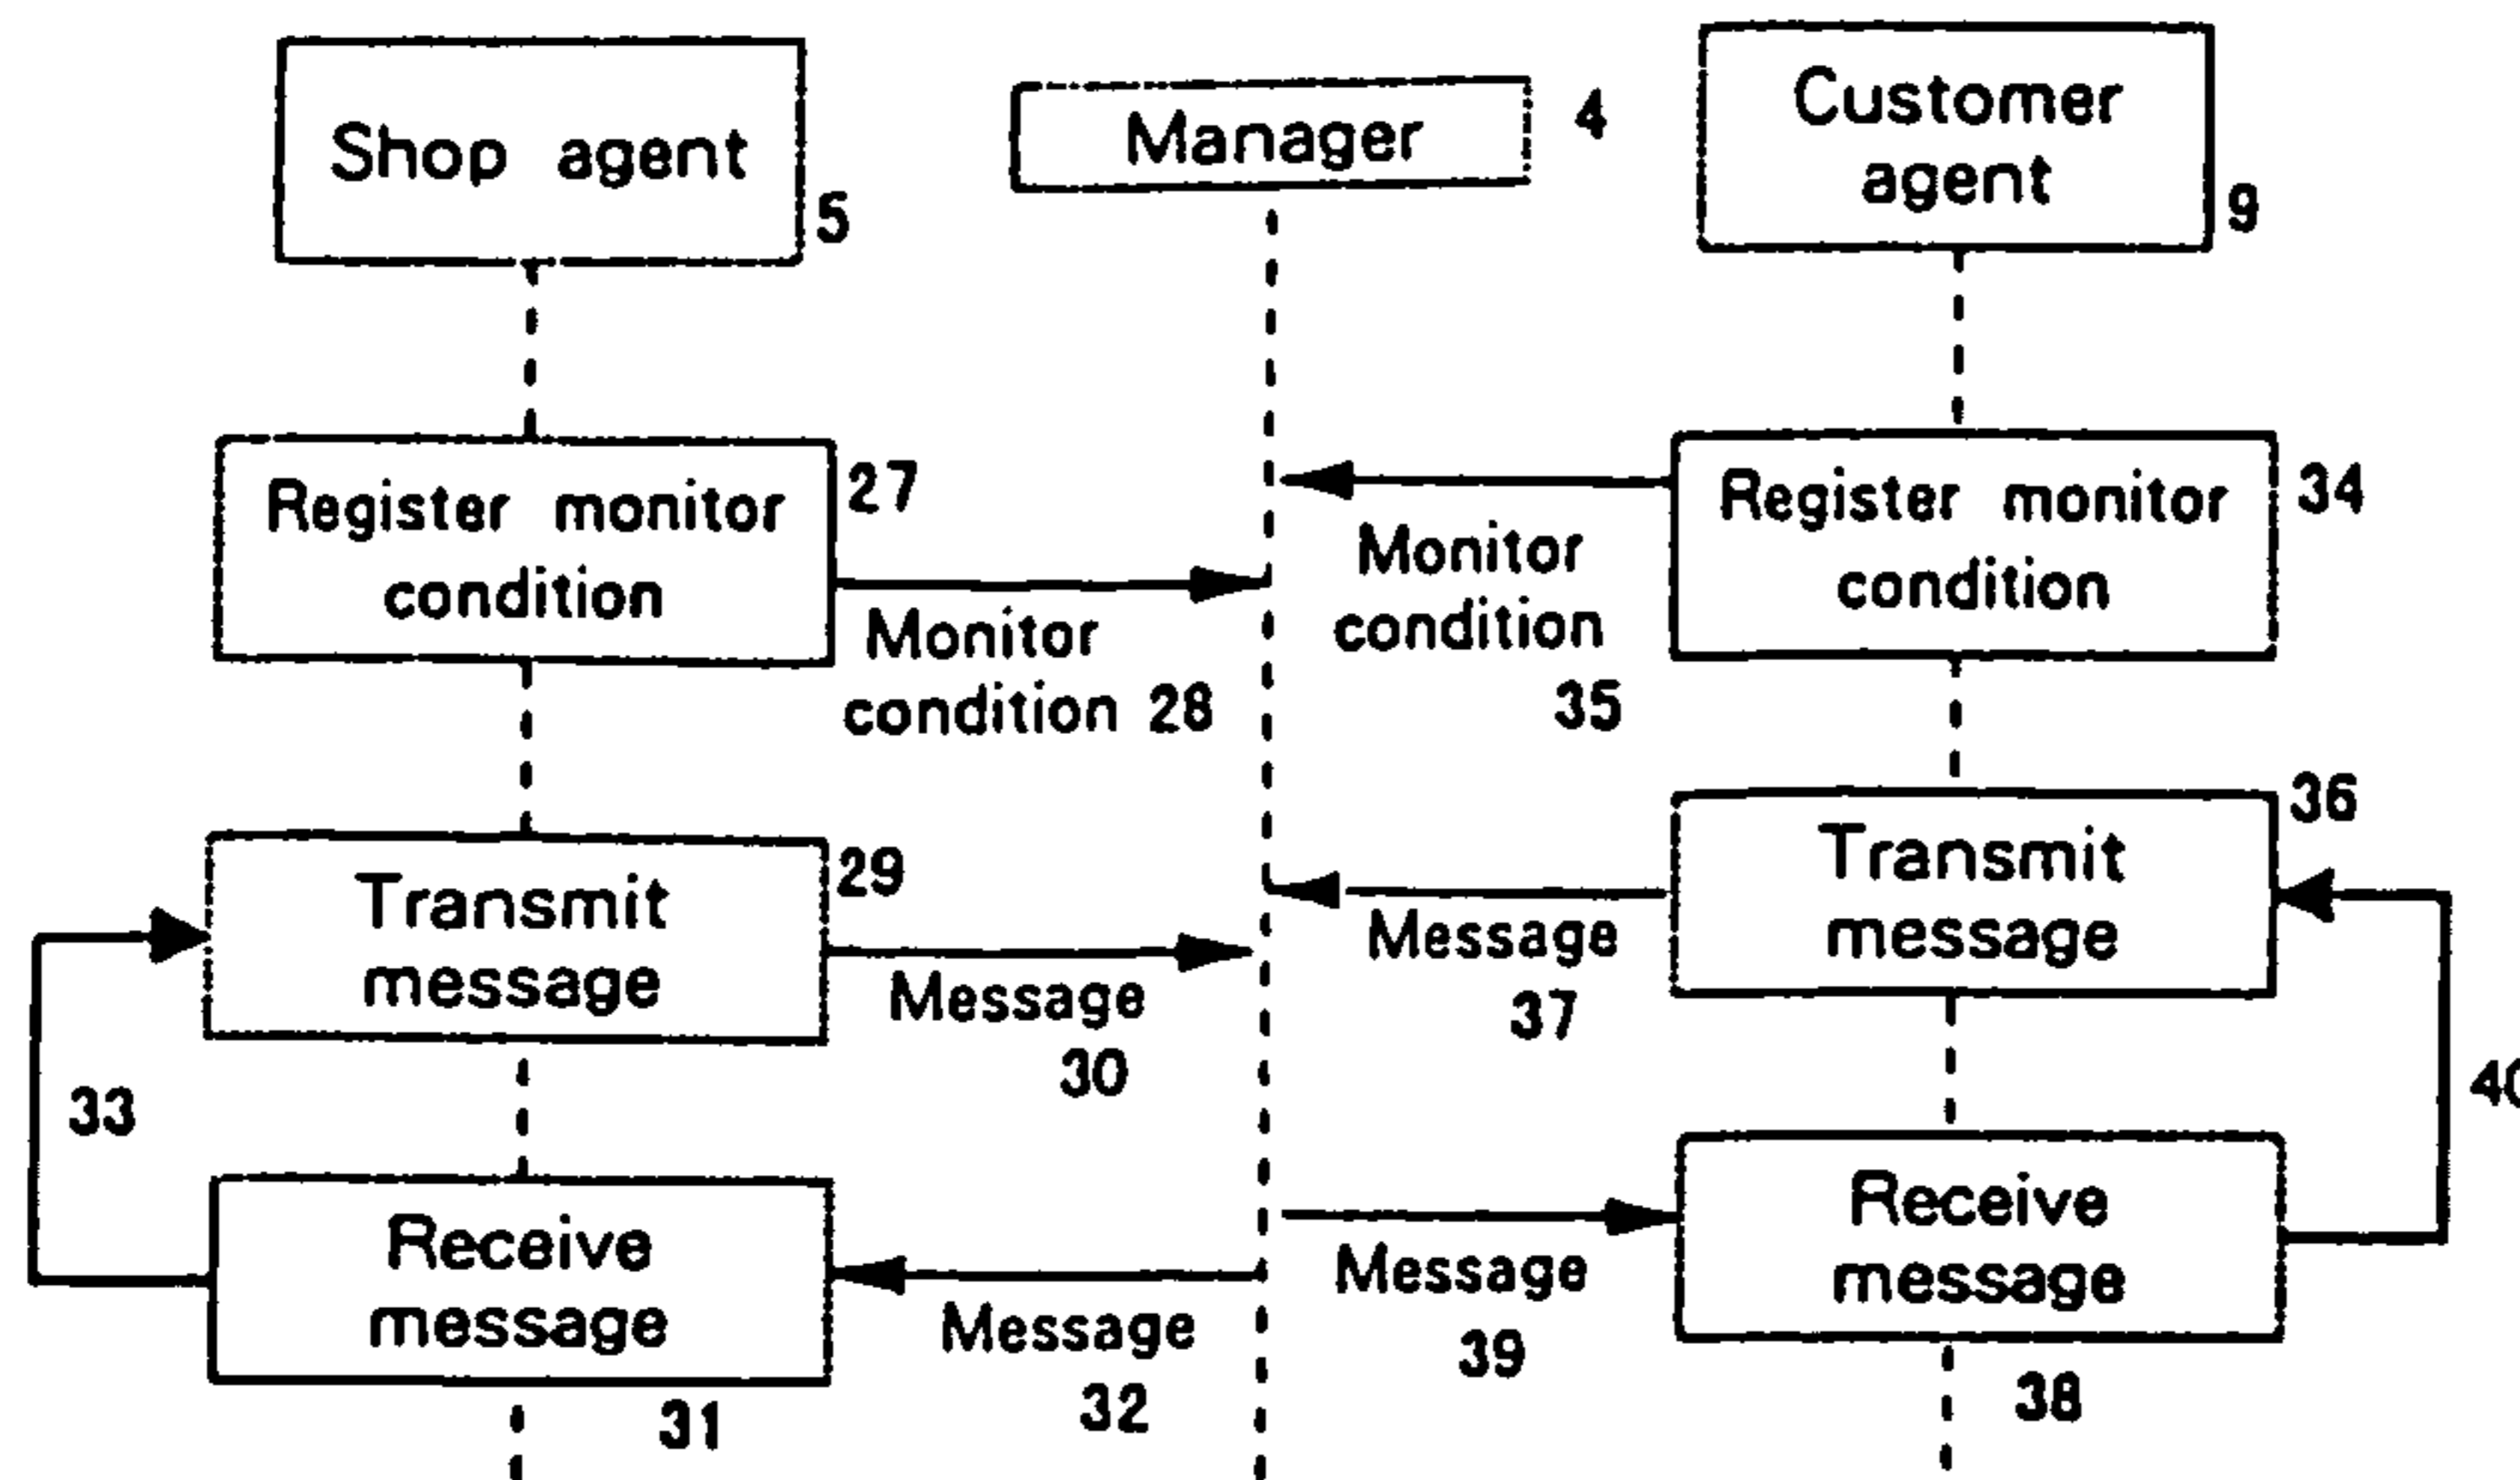 Shop agent
5
Manager
4
Customer
agent
9
Register monitor
condition
27
Monitor
condition 28
Monitor
condition
35
Register monitor
condition
34
Transmit
message
29
Message
30
Message
37
Transmit
message
36
33
40
Receive
message
31
Message
32
Message
39
Receive
message
38